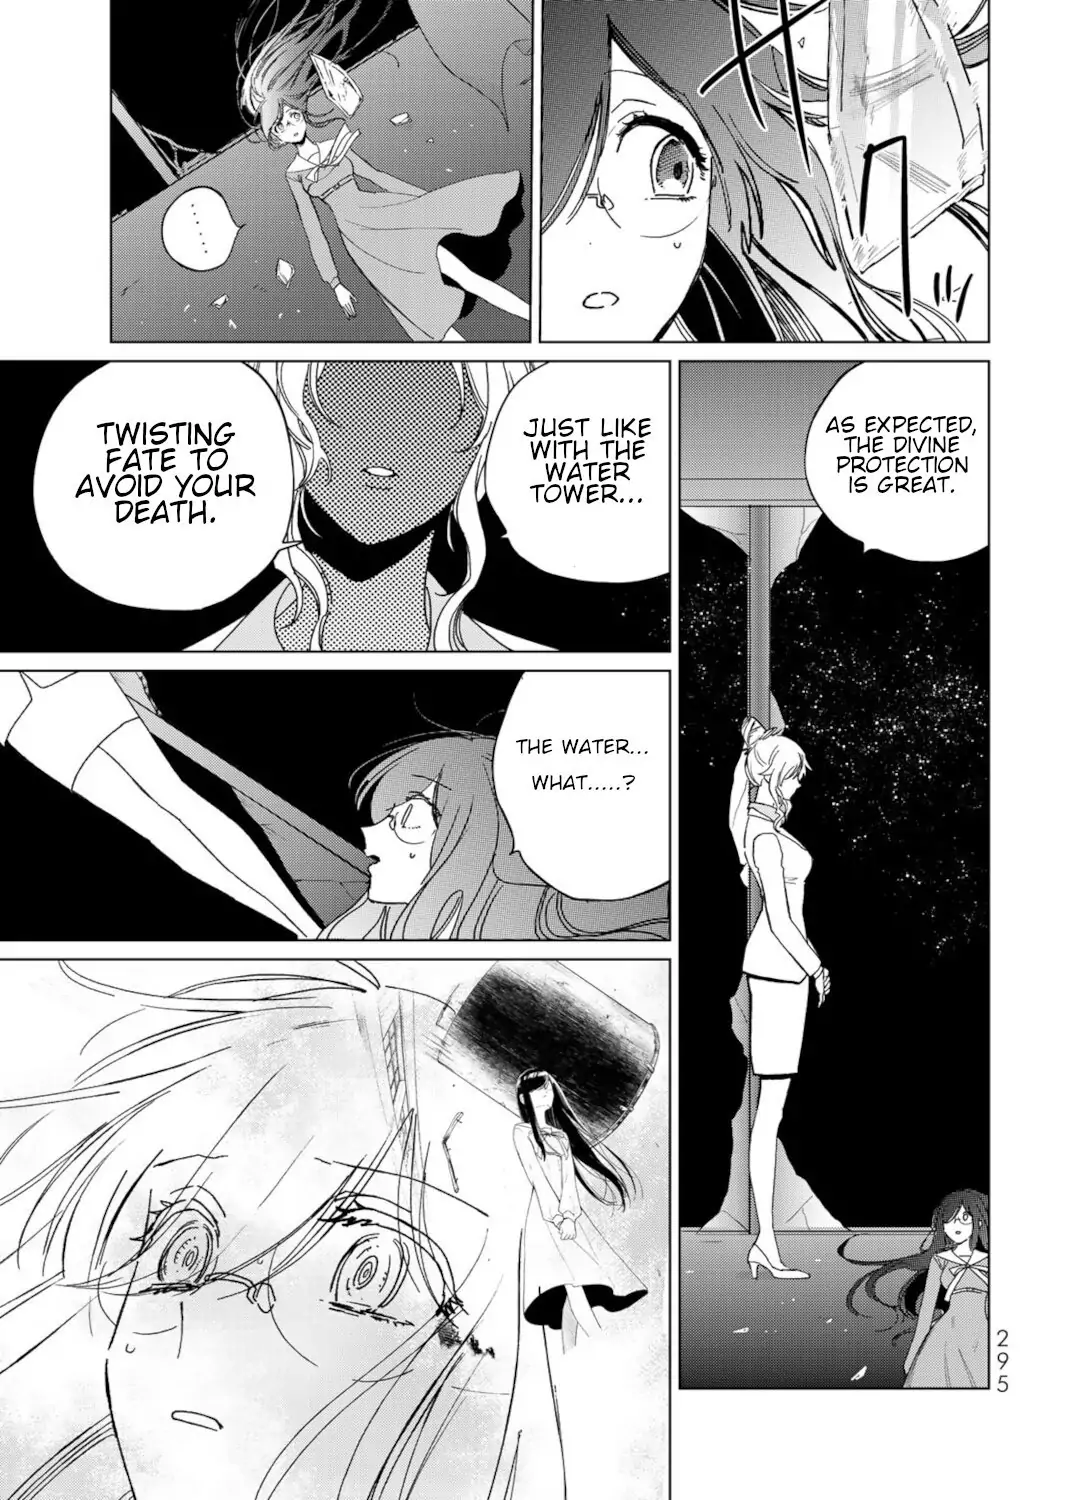 ......
AS EXPECTED,
THE DIVINE
PROTECTION
IS GREAT.
JUST LIKE
WITH THE
WATER
TOWER...
TWISTING
FATE TO
AVOID YOUR
DEATH.
THE WATER...
WHAT.....?
295